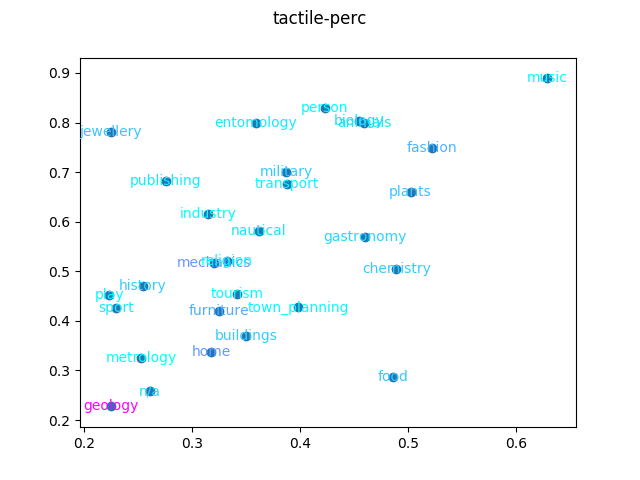 tactile-perc
0.9
music
person
0.8
entomology
biology
animals
jewellery
fashion
0.7
military
publishing
transport
plants
industry
0.6
nautical
gastronomy
religion
mechanics
0.5
chemistry
history
play
tourism
sport
town_planning
furniture
0.4
buildings
home
metrology
0.3
food
n/a
geology
0.2
0.2 0.3 0.4 0.5 0.6